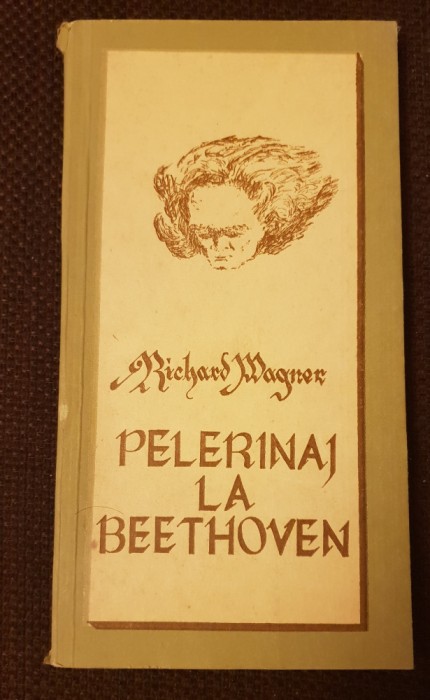 Richard Wagner
PELERINAJ
LA
BEETHOVEN